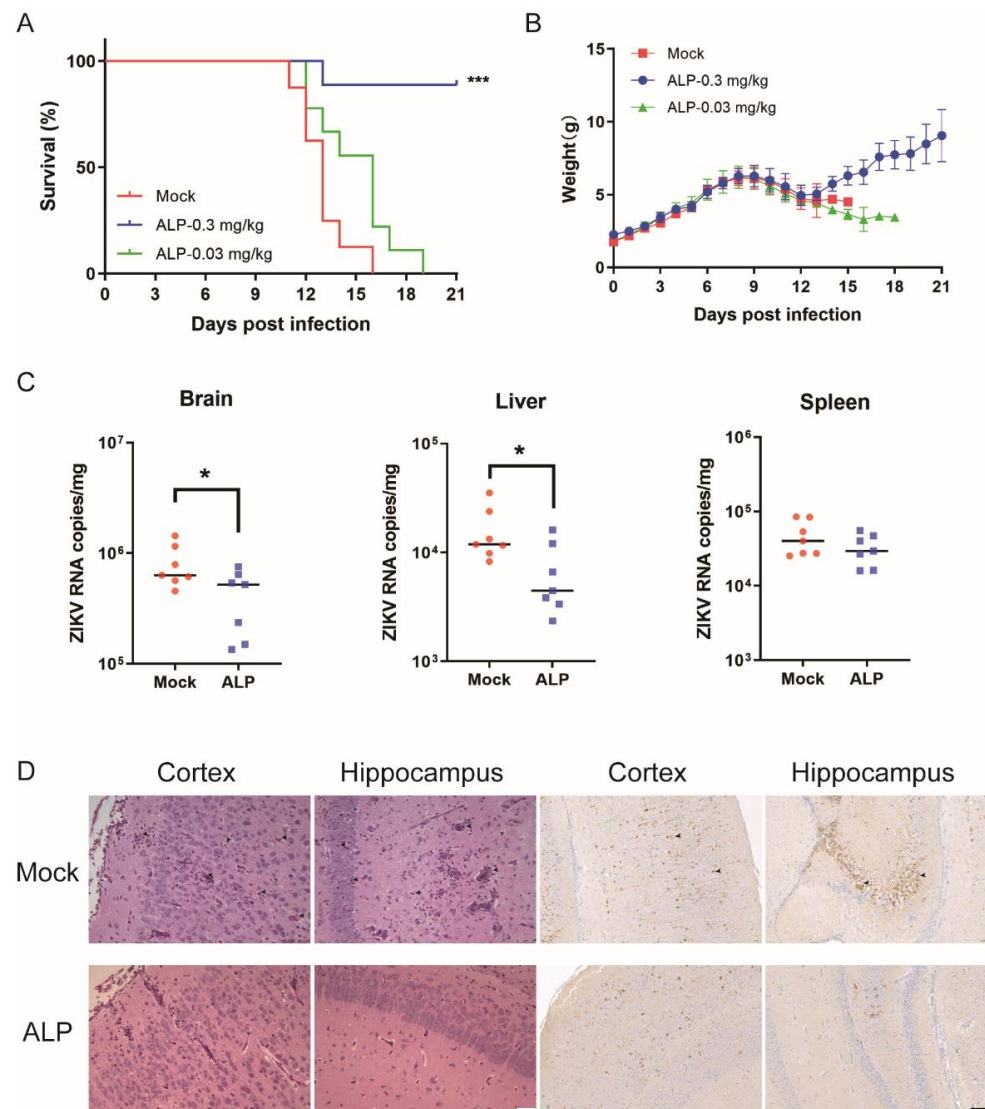 A
Survival (%)
100
50
0
0 3 6 9 12 15 18 21
Days post infection
Mock
ALP-0.3 mg/kg
ALP-0.03 mg/kg
***
B
Weight(g)
15
10
5
0
0 3 6 9 12 15 18 21
Days post infection
Mock
ALP-0.3 mg/kg
ALP-0.03 mg/kg
C
Brain
ZIKV RNA copies/mg
10⁷
10⁶
10⁵
*
Mock ALP
Liver
ZIKV RNA copies/mg
10⁵
10⁴
10³
*
Mock ALP
Spleen
ZIKV RNA copies/mg
10⁶
10⁵
10⁴
10³
Mock ALP
D
Cortex Hippocampus Cortex Hippocampus
Mock
ALP